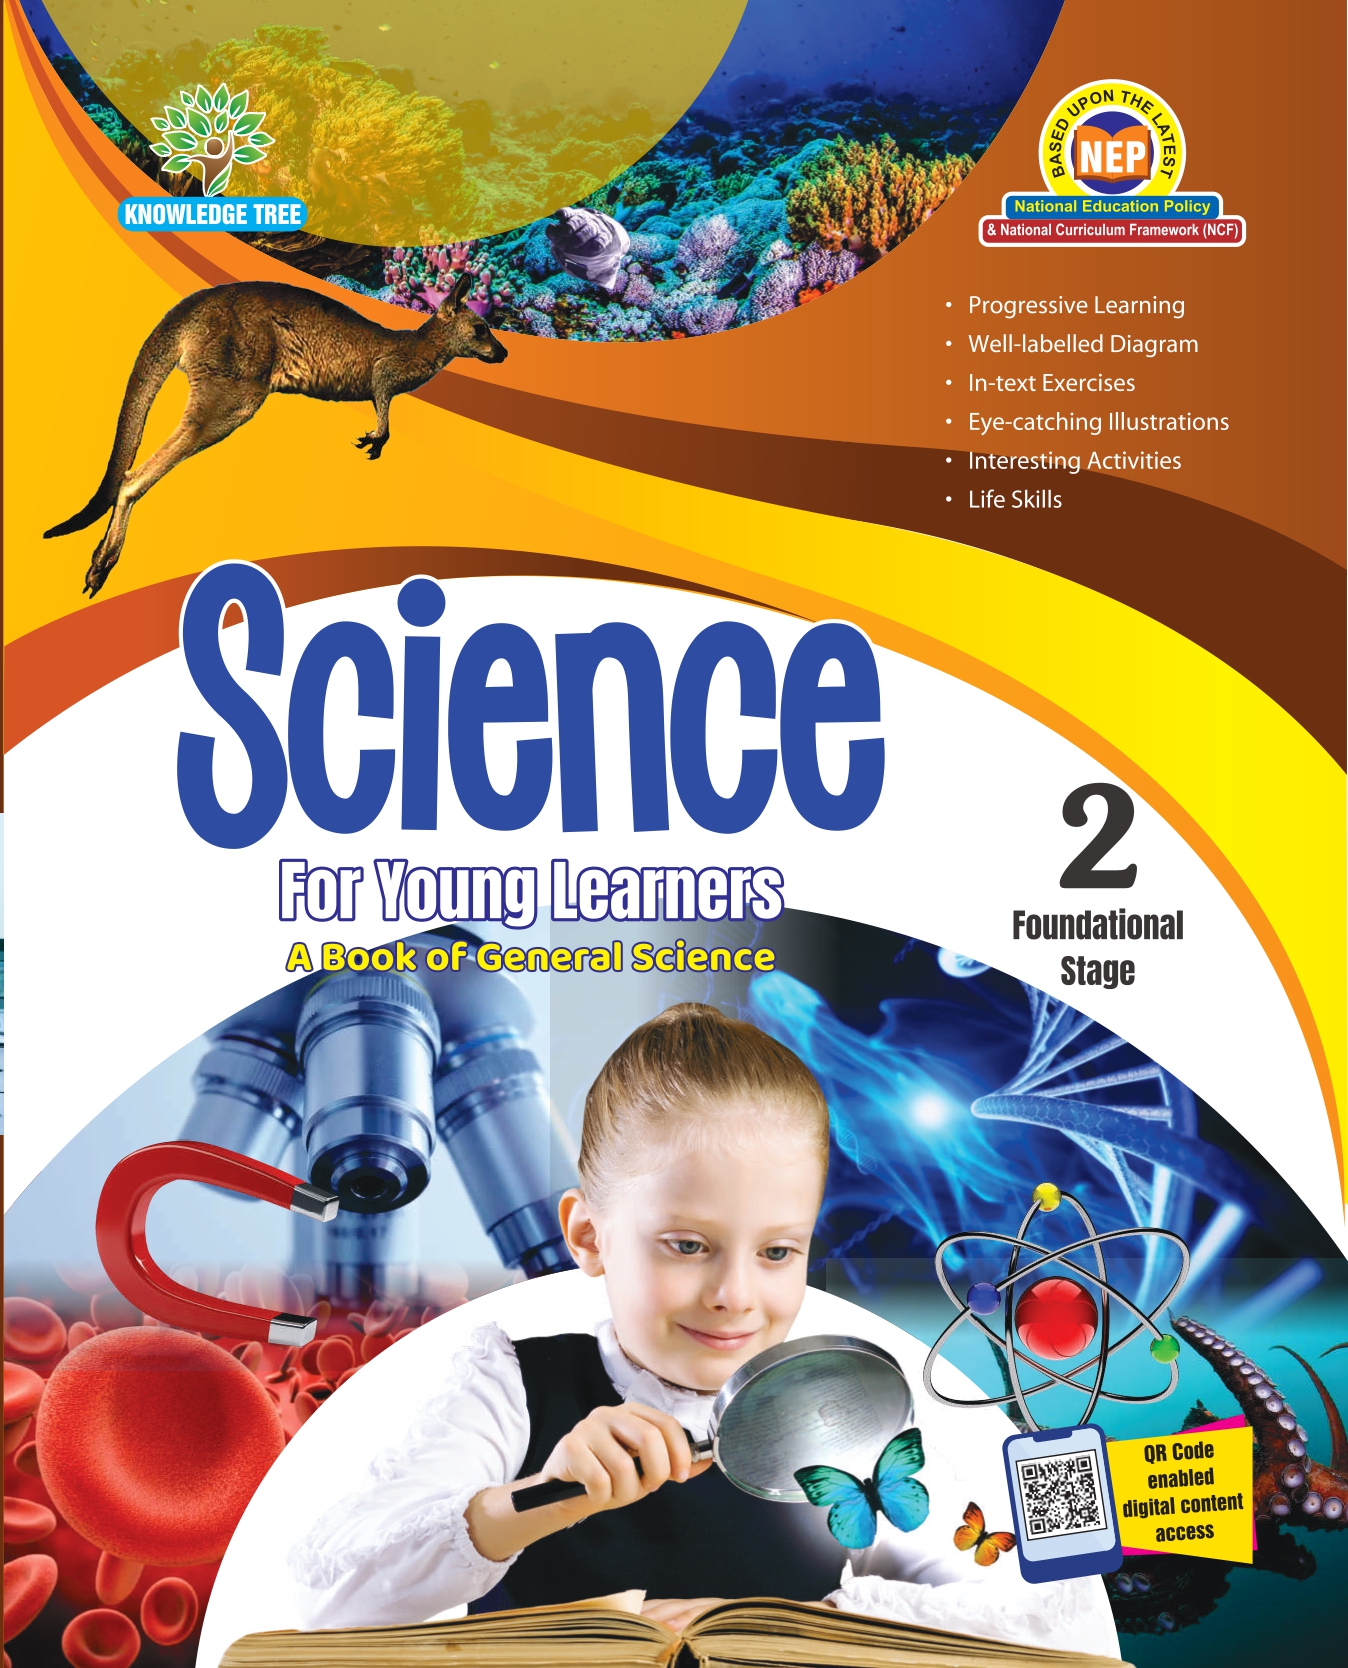 KNOWLEDGE TREE
BASED UPON THE LATEST
NEP
National Education Policy
& National Curriculum Framework (NCF)
• Progressive Learning
• Well-labelled Diagram
• In-text Exercises
• Eye-catching Illustrations
• Interesting Activities
• Life Skills
Science
For Young Learners
A Book of General Science
2
Foundational
Stage
QR Code
enabled
digital content
access